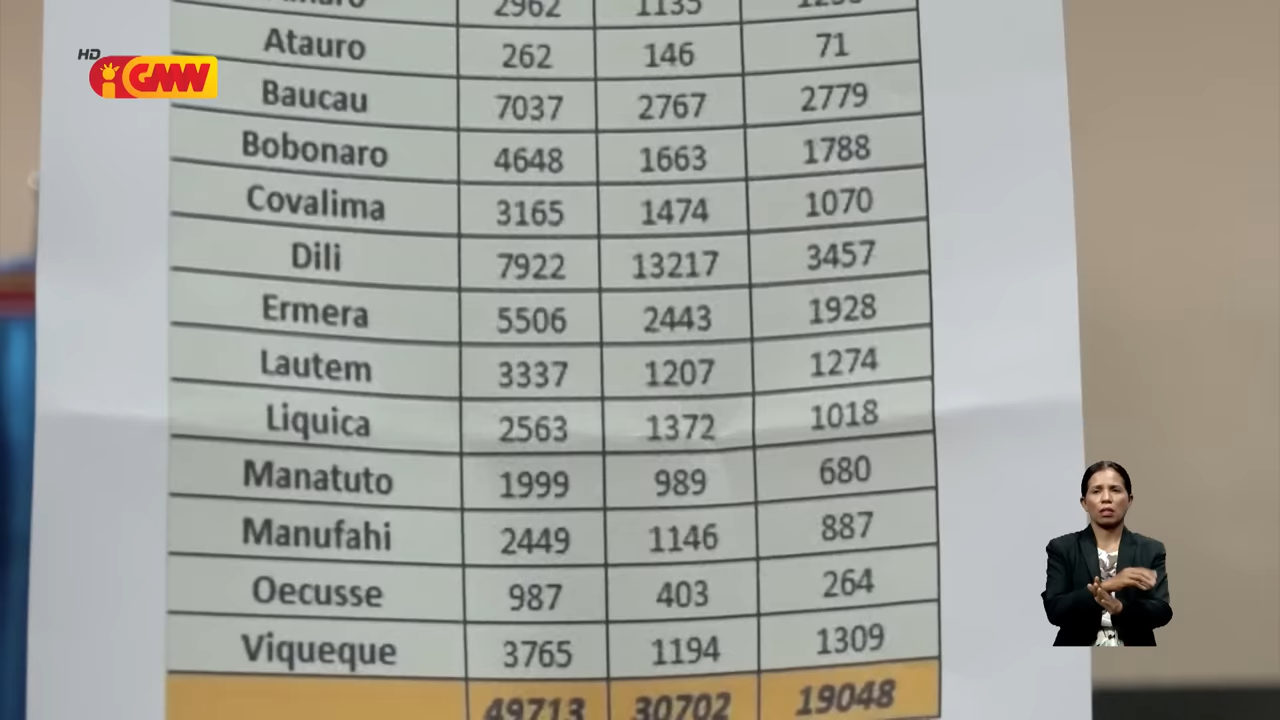 2962 1135
HD
GMN
Atauro 262 146 71
Baucau 7037 2767 2779
Bobonaro 4648 1663 1788
Covalima 3165 1474 1070
Dili 7922 13217 3457
Ermera 5506 2443 1928
Lautem 3337 1207 1274
Liquica 2563 1372 1018
Manatuto 1999 989 680
Manufahi 2449 1146 887
Oecusse 987 403 264
Viqueque 3765 1194 1309
49713 30702 19048